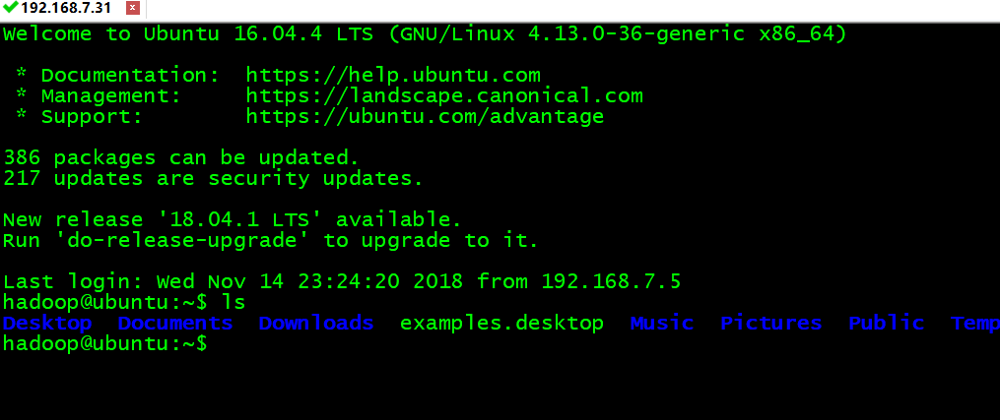 192.168.7.31
Welcome to Ubuntu 16.04.4 LTS (GNU/Linux 4.13.0-36-generic x86_64)
* Documentation: https://help.ubuntu.com
* Management: https://landscape.canonical.com
* Support: https://ubuntu.com/advantage
386 packages can be updated.
217 updates are security updates.
New release '18.04.1 LTS' available.
Run 'do-release-upgrade' to upgrade to it.
Last login: Wed Nov 14 23:24:20 2018 from 192.168.7.5
hadoop@ubuntu:~$ ls
Desktop Documents Downloads examples.desktop Music Pictures Public Temp
hadoop@ubuntu:~$